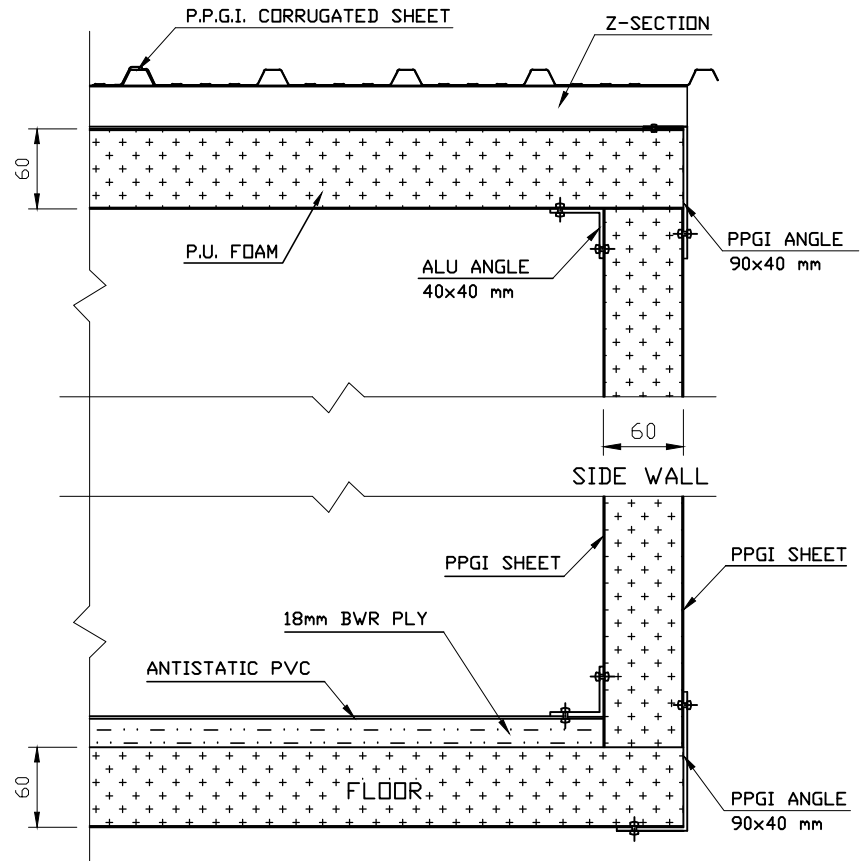 P.P.G.I. CORRUGATED SHEET
Z-SECTION
60
P.U. FOAM
ALU ANGLE
40x40 mm
PPGI ANGLE
90x40 mm
60
SIDE WALL
PPGI SHEET
PPGI SHEET
18mm BWR PLY
ANTISTATIC PVC
60
FLOOR
PPGI ANGLE
90x40 mm